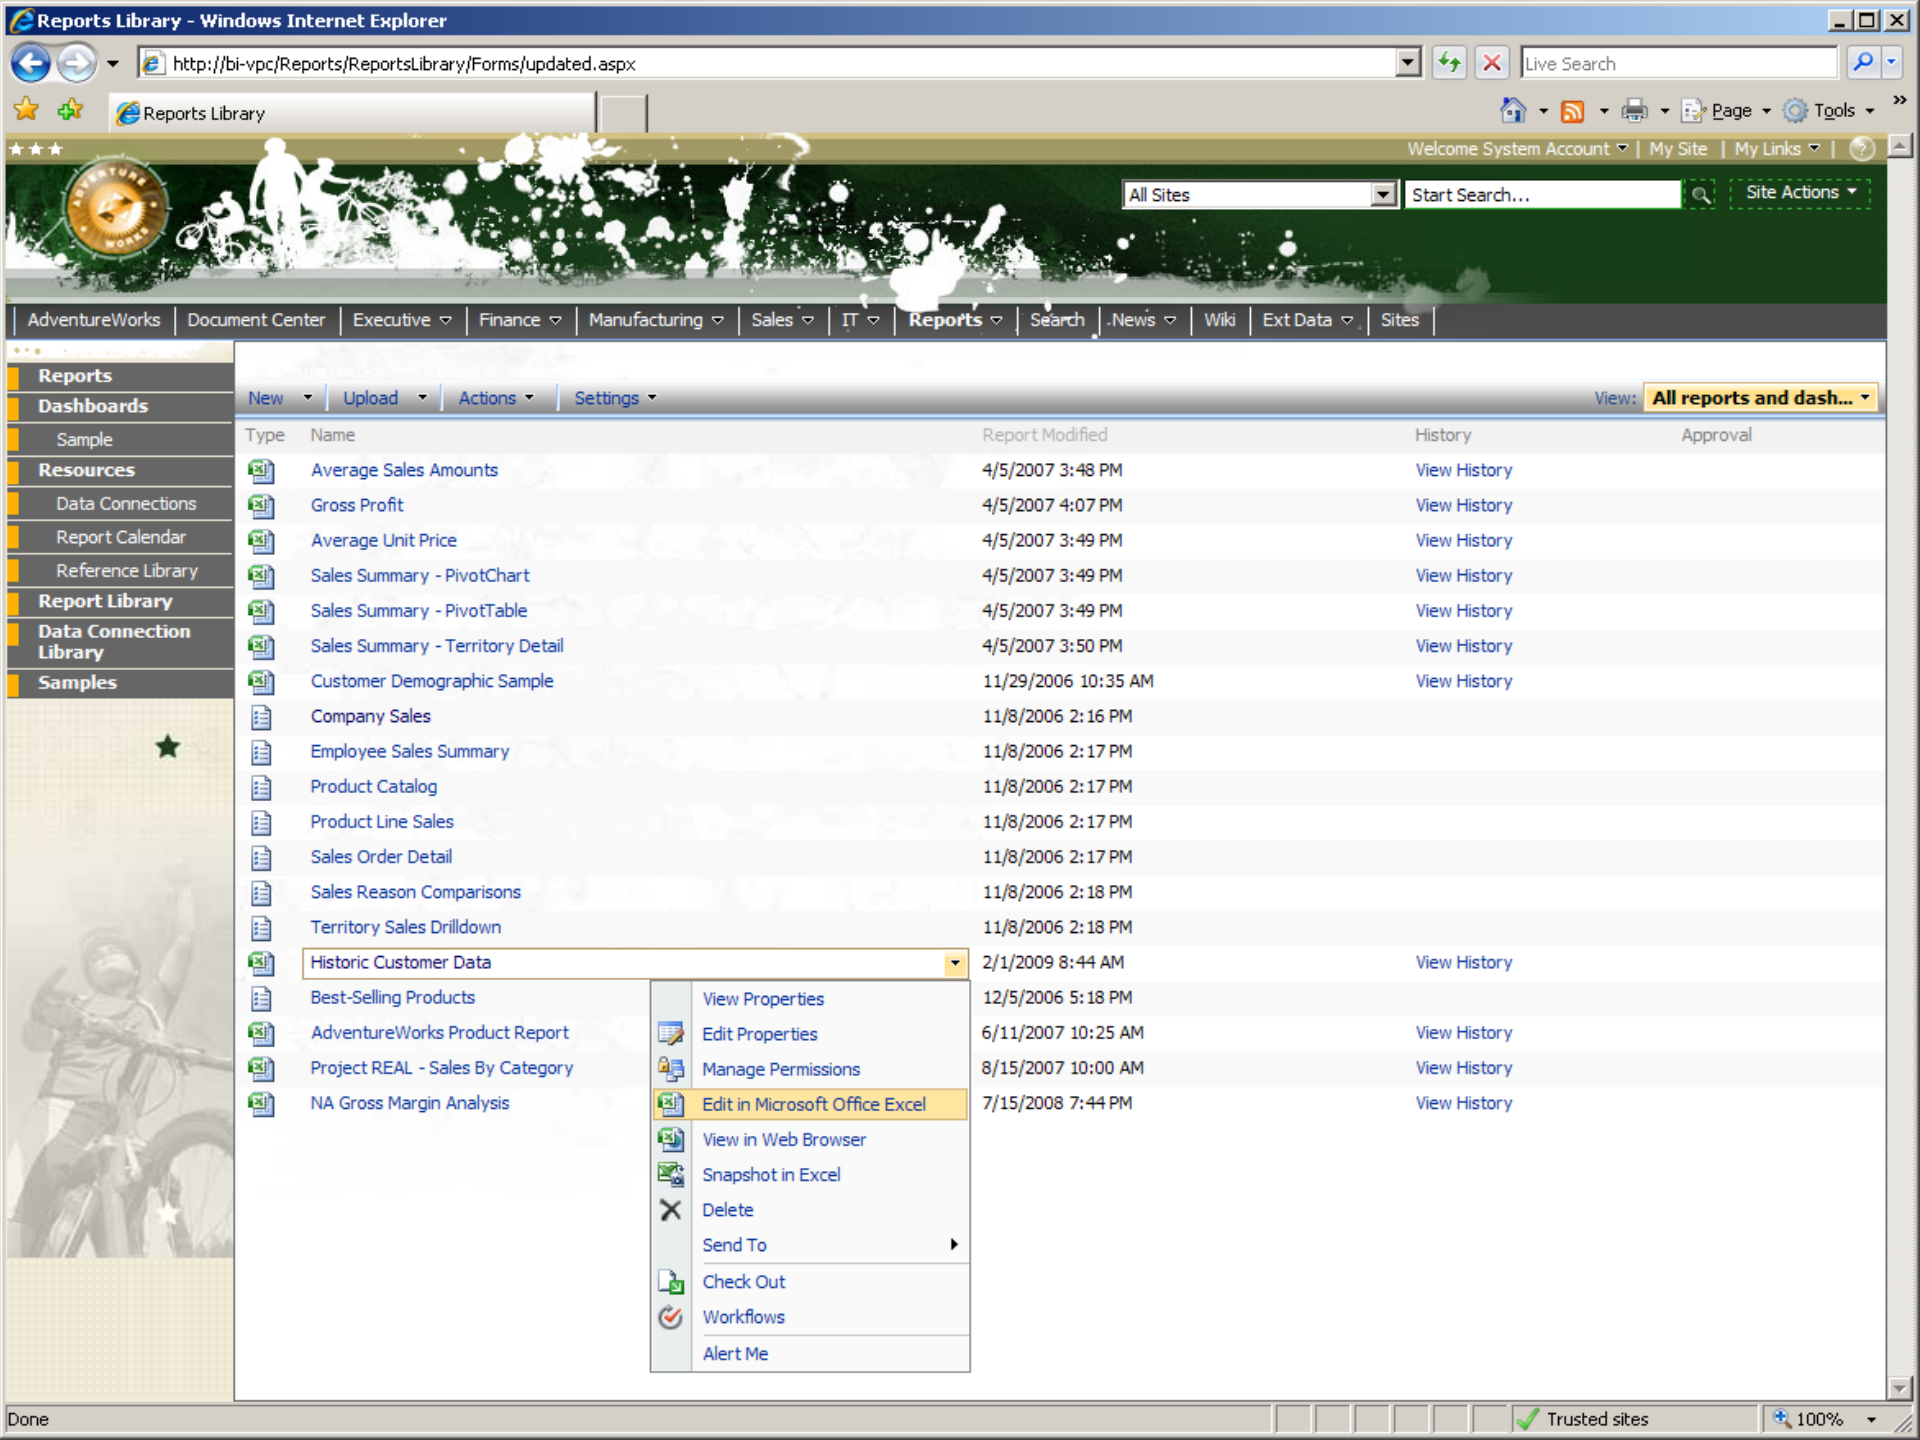 Reports Library - Windows Internet Explorer
http://bi-vpc/Reports/ReportsLibrary/Forms/updated.aspx
Live Search
Reports Library
Page
Tools
»
Welcome System Account | My Site | My Links |
ADVENTURE
WORKS
All Sites
Start Search...
Site Actions
AdventureWorks
Document Center
Executive
Finance
Manufacturing
Sales
IT
Reports
Search
News
Wiki
Ext Data
Sites
Reports
Dashboards
Sample
Resources
Data Connections
Report Calendar
Reference Library
Report Library
Data Connection
Library
Samples
New
Upload
Actions
Settings
View: All reports and dash...
Type Name Report Modified History Approval
Average Sales Amounts 4/5/2007 3:48 PM View History
Gross Profit 4/5/2007 4:07 PM View History
Average Unit Price 4/5/2007 3:49 PM View History
Sales Summary - PivotChart 4/5/2007 3:49 PM View History
Sales Summary - PivotTable 4/5/2007 3:49 PM View History
Sales Summary - Territory Detail 4/5/2007 3:50 PM View History
Customer Demographic Sample 11/29/2006 10:35 AM View History
Company Sales 11/8/2006 2:16 PM
Employee Sales Summary 11/8/2006 2:17 PM
Product Catalog 11/8/2006 2:17 PM
Product Line Sales 11/8/2006 2:17 PM
Sales Order Detail 11/8/2006 2:17 PM
Sales Reason Comparisons 11/8/2006 2:18 PM
Territory Sales Drilldown 11/8/2006 2:18 PM
Historic Customer Data 2/1/2009 8:44 AM View History
Best-Selling Products 12/5/2006 5:18 PM
AdventureWorks Product Report 6/11/2007 10:25 AM View History
Project REAL - Sales By Category 8/15/2007 10:00 AM View History
NA Gross Margin Analysis 7/15/2008 7:44 PM View History
View Properties
Edit Properties
Manage Permissions
Edit in Microsoft Office Excel
View in Web Browser
Snapshot in Excel
Delete
Send To
Check Out
Workflows
Alert Me
Done
Trusted sites
100%